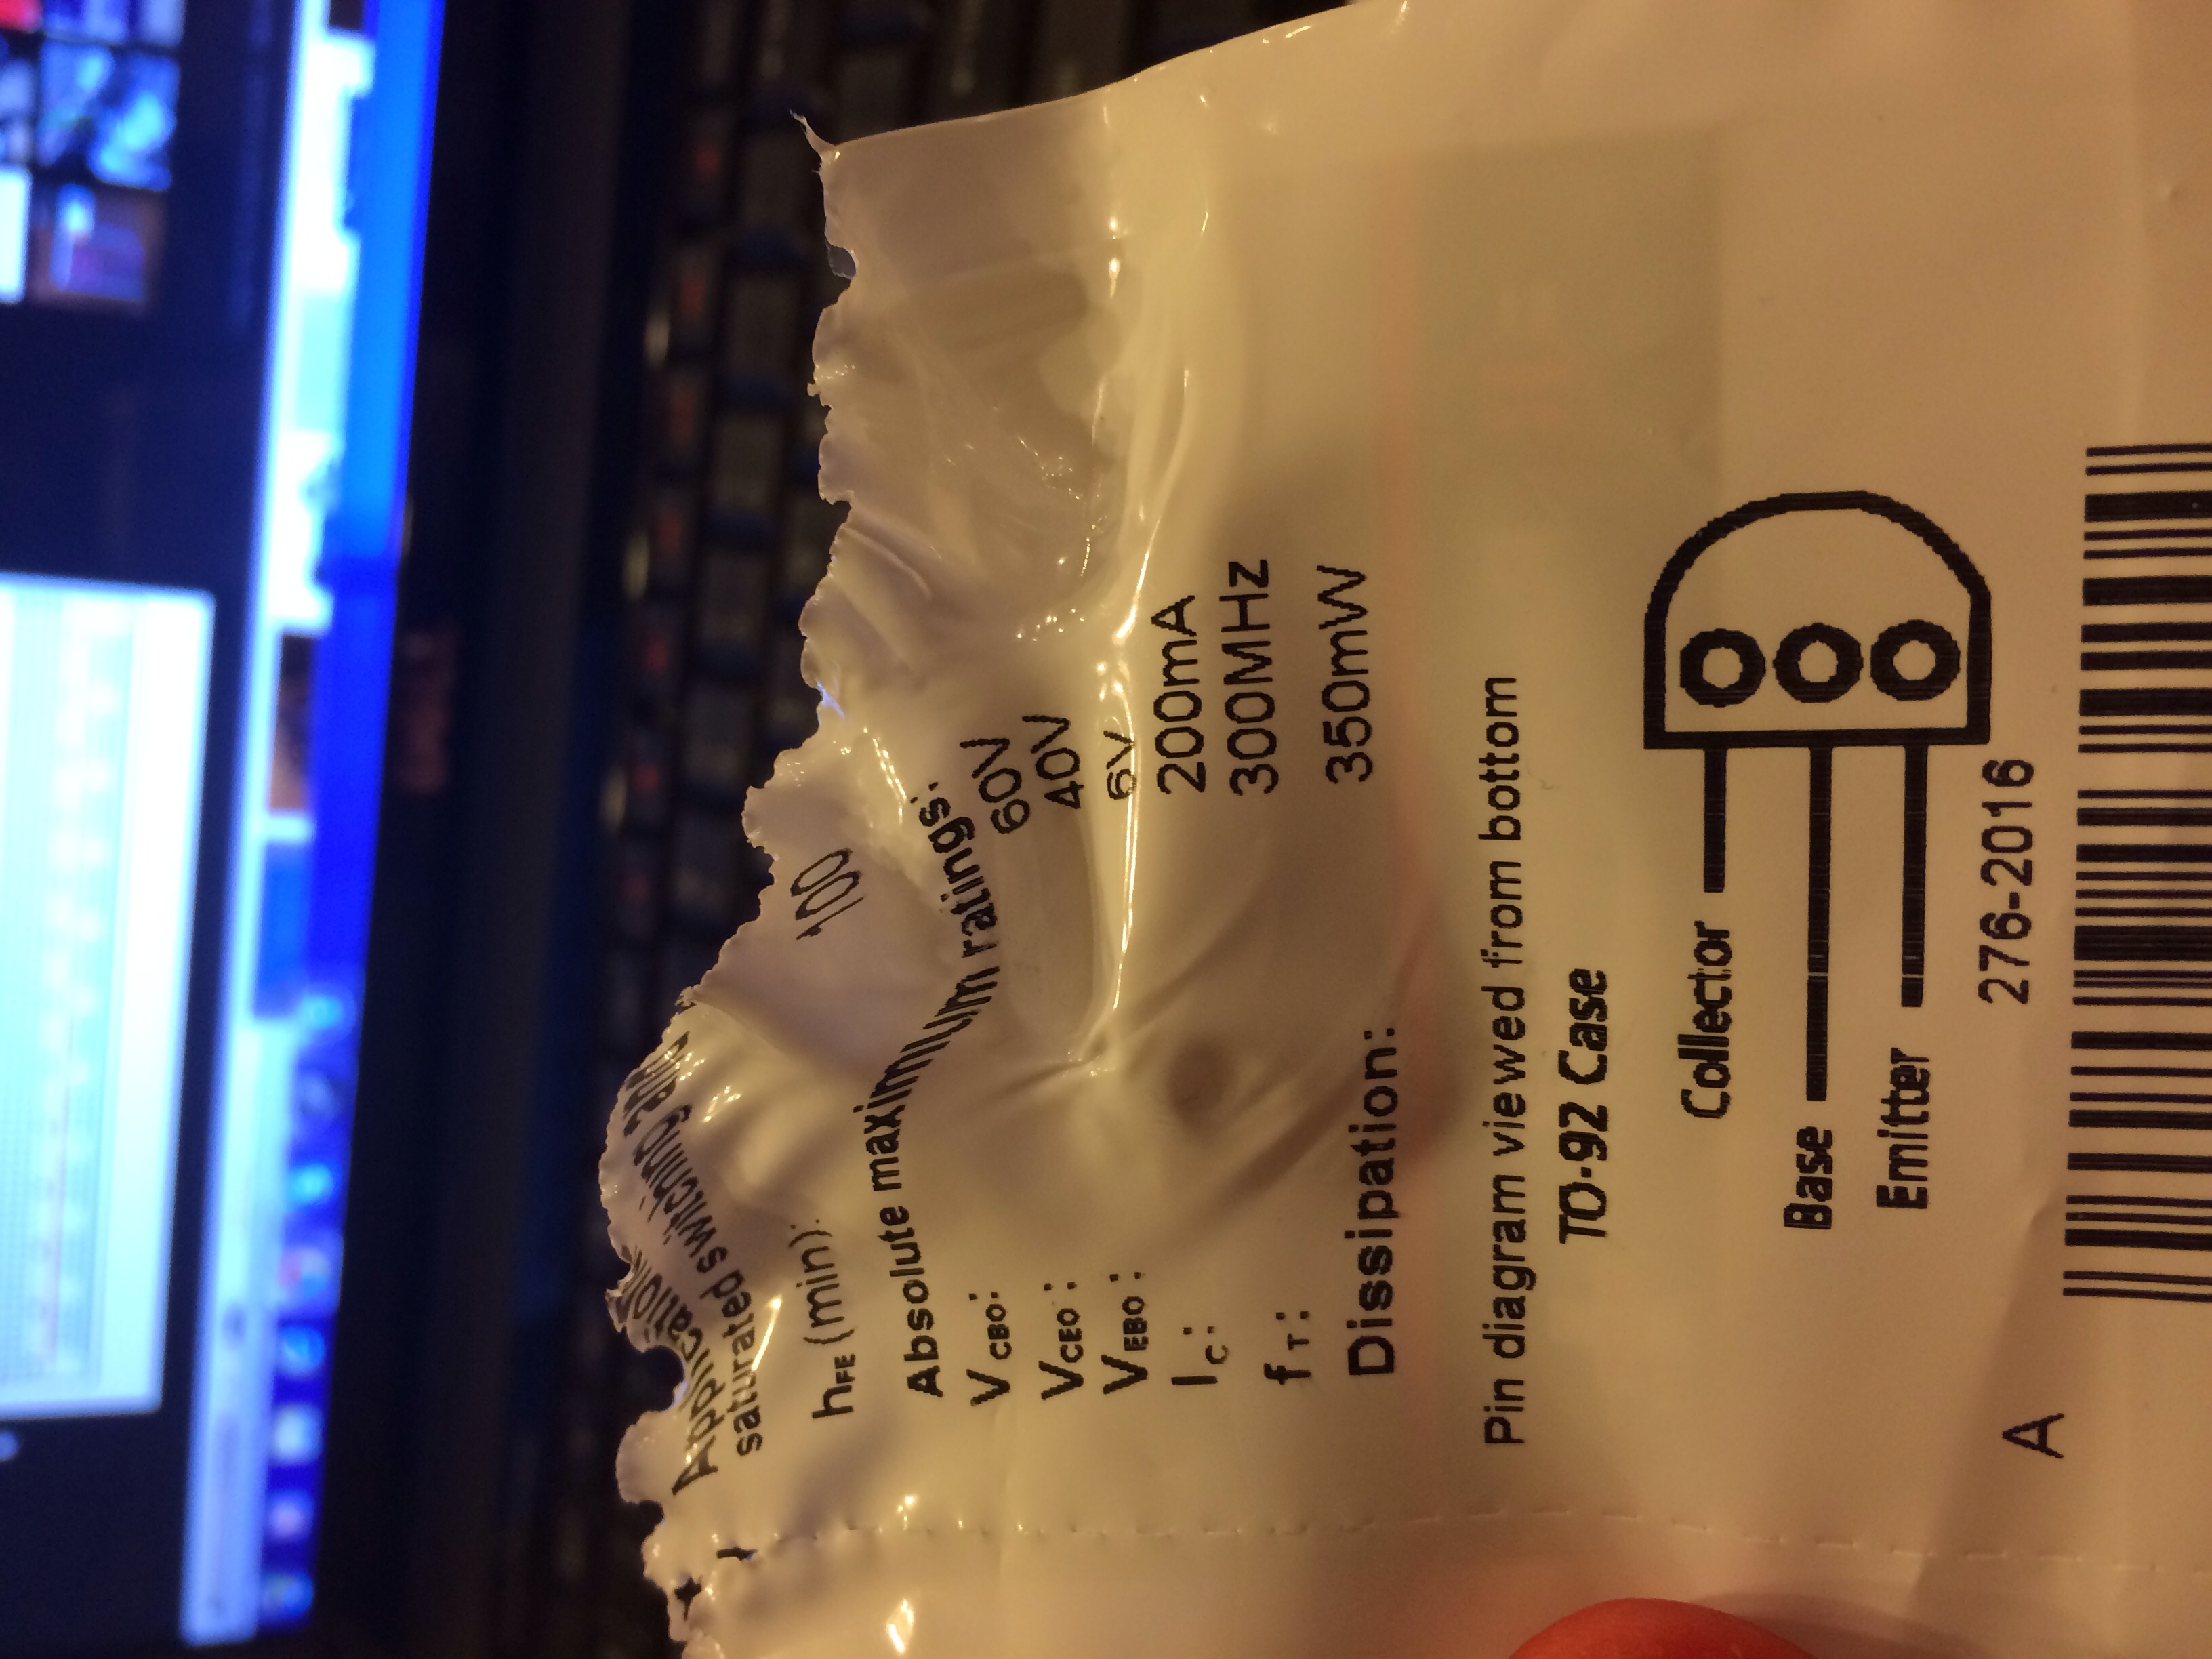 Application:
saturated switching
hFE (min): 100
Absolute maximum ratings:
VCBO: 60V
VCEO: 40V
VEBO: 6V
IC: 200mA
fT: 300MHz
Dissipation: 350mW
Pin diagram viewed from bottom
TO-92 Case
Collector
Base
Emitter
276-2016
A